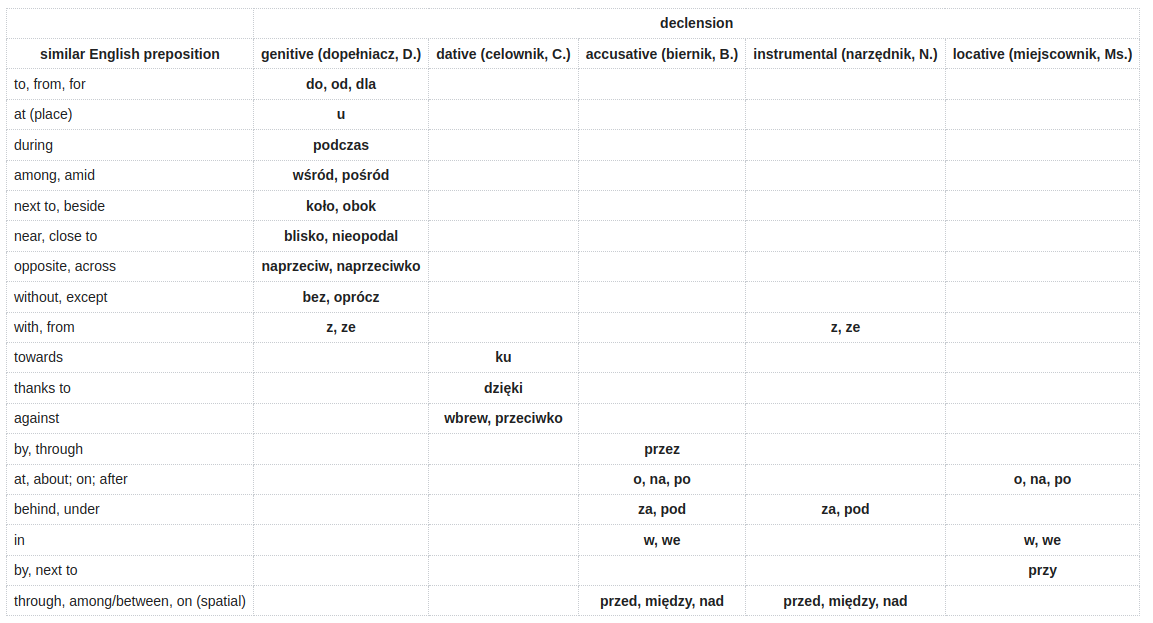 declension
similar English preposition genitive (dopełniacz, D.) dative (celownik, C.) accusative (biernik, B.) instrumental (narzędnik, N.) locative (miejscownik, Ms.)
to, from, for do, od, dla
at (place) u
during podczas
among, amid wśród, pośród
next to, beside koło, obok
near, close to blisko, nieopodal
opposite, across naprzeciw, naprzeciwko
without, except bez, oprócz
with, from z, ze z, ze
towards ku
thanks to dzięki
against wbrew, przeciwko
by, through przez
at, about; on; after o, na, po o, na, po
behind, under za, pod za, pod
in w, we w, we
by, next to przy
through, among/between, on (spatial) przed, między, nad przed, między, nad